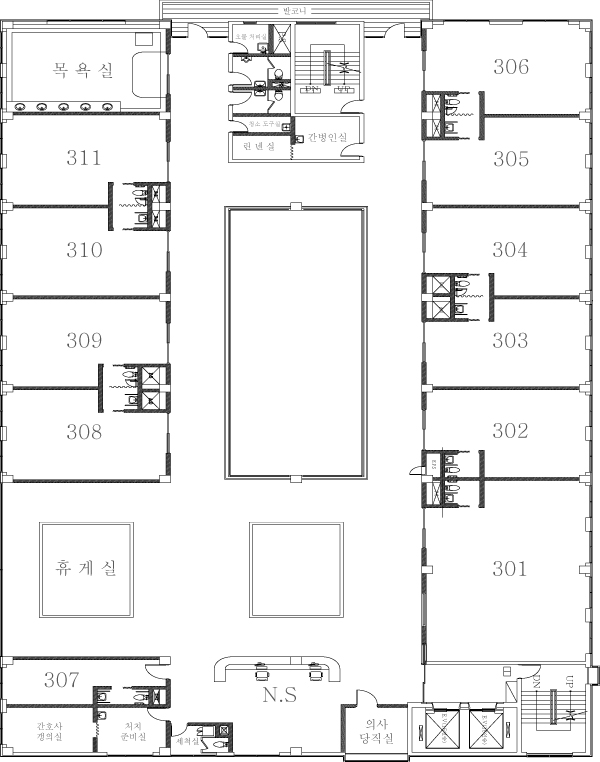 발코니
오물 처리실
목욕실
306
DN
UP
청소 도구실
간병인실
린넨실
311
305
310
304
309
303
308
302
휴게실
301
307
N.S
DN
UP
간호사
갱의실
처치
준비실
세척실
의사
당직실